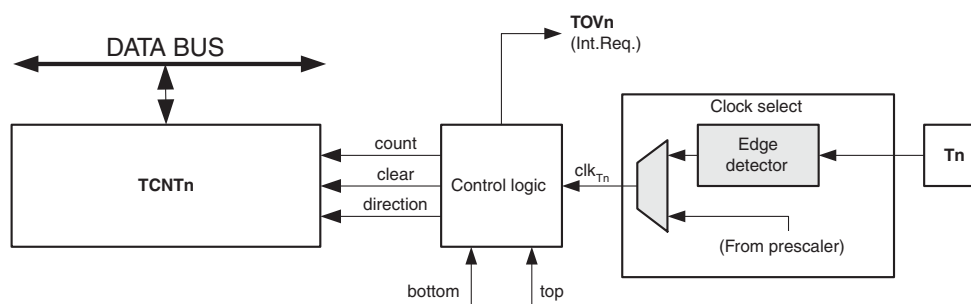 TOVn
(Int.Req.)
DATA BUS
Clock select
TCNTn
count
clear
direction
Control logic
clkTn
Edge
detector
Tn
(From prescaler)
bottom
top